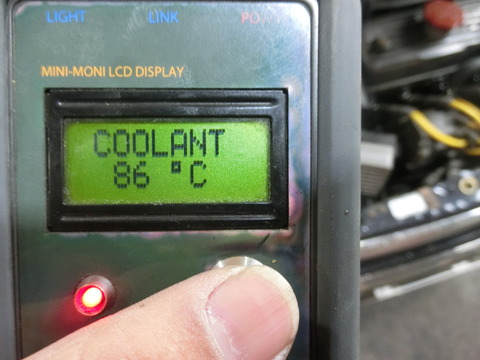 LIGHT LINK
MINI-MONI LCD DISPLAY
COOLANT
86 °C